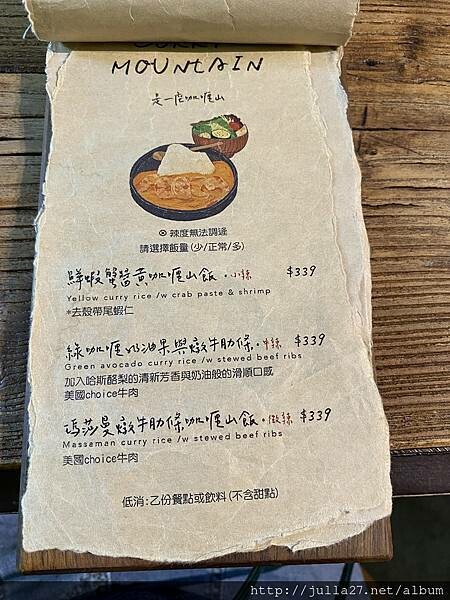 CURRY
MOUNTAIN
是一座咖哩山
⊗ 辣度無法調遞
請選擇飯量(少/正常/多)
鮮蝦蟹醬黃咖哩山飯。小辣 $339
Yellow curry rice /w crab paste & shrimp
*去殼帶尾蝦仁
綠咖哩奶油果與燉牛肋條。中辣 $339
Green avocado curry rice /w stewed beef ribs
加入哈斯酪梨的清新芳香與奶油般的滑順口感
美國choice牛肉
瑪莎曼燉牛肋條咖哩山飯。微辣 $339
Massaman curry rice /w stewed beef ribs
美國choice牛肉
低消:乙份餐點或飲料(不含甜點)
http://julla27.net/album